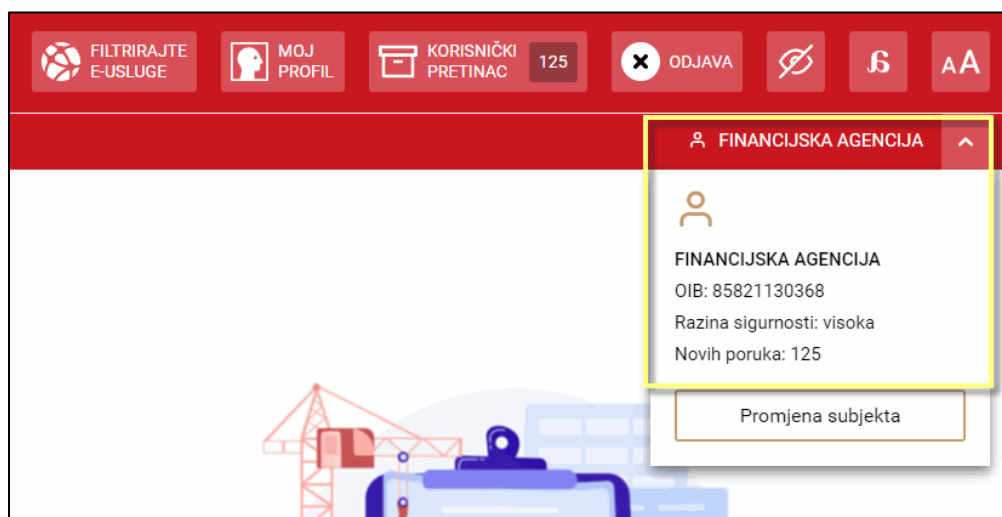 FILTRIRAJTE
E-USLUGE
MOJ
PROFIL
KORISNIČKI
PRETINAC
125
ODJAVA
AA
FINANCIJSKA AGENCIJA
FINANCIJSKA AGENCIJA
OIB: 85821130368
Razina sigurnosti: visoka
Novih poruka: 125
Promjena subjekta